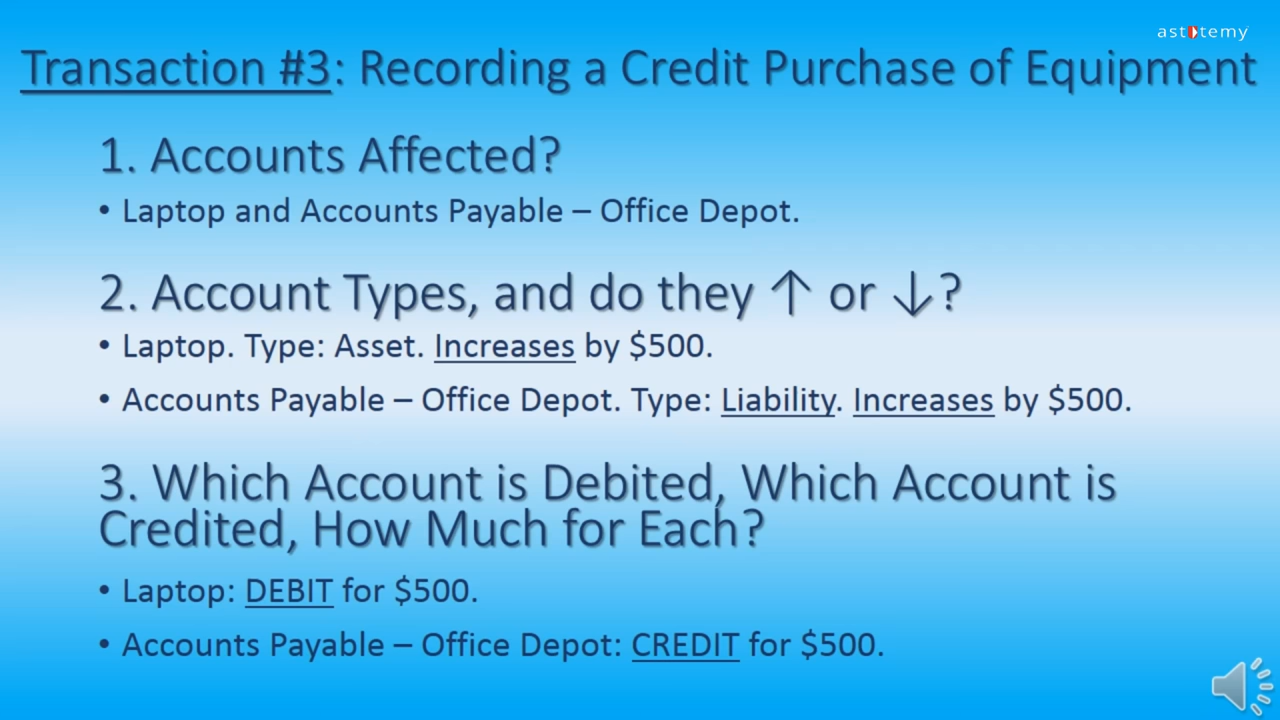 astotemy
Transaction #3: Recording a Credit Purchase of Equipment
1. Accounts Affected?
• Laptop and Accounts Payable – Office Depot.
2. Account Types, and do they ↑ or ↓?
• Laptop. Type: Asset. Increases by $500.
• Accounts Payable – Office Depot. Type: Liability. Increases by $500.
3. Which Account is Debited, Which Account is
Credited, How Much for Each?
• Laptop: DEBIT for $500.
• Accounts Payable – Office Depot: CREDIT for $500.